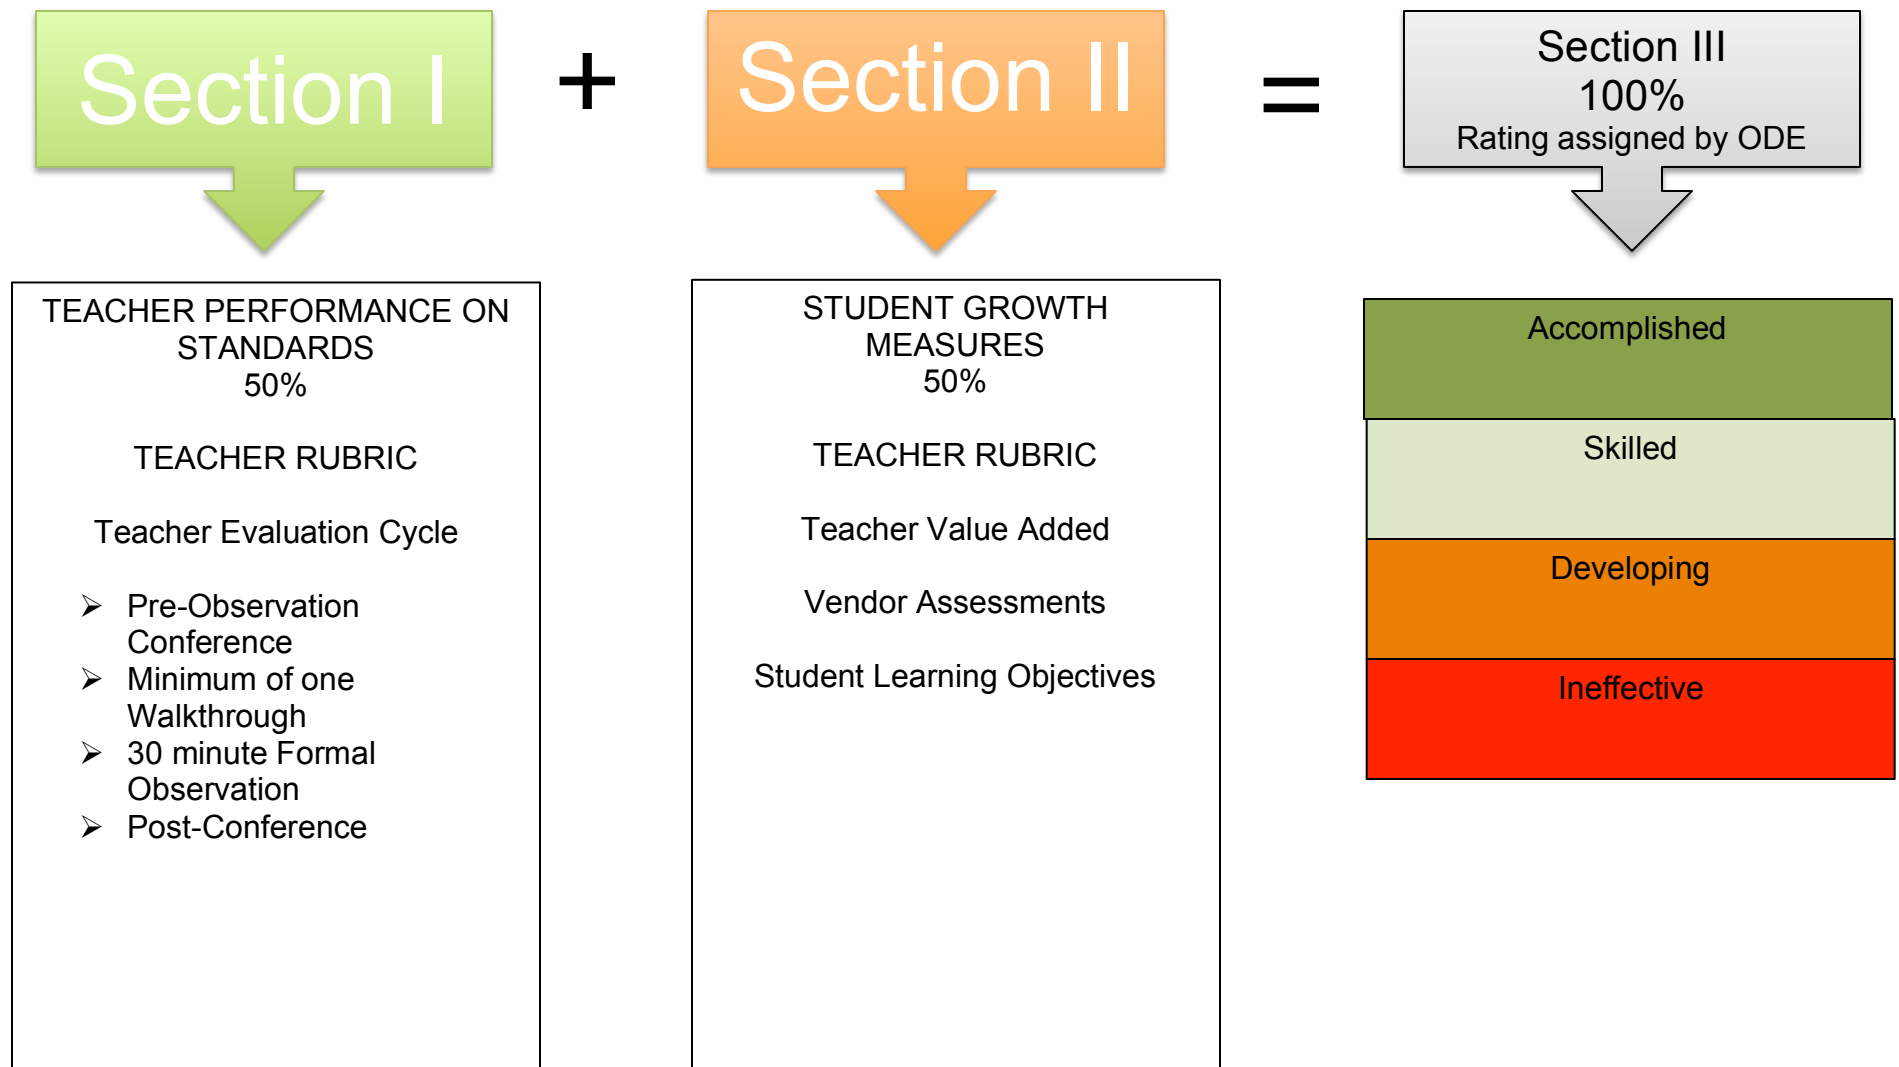 Section I
+
Section II
=
Section III
100%
Rating assigned by ODE
TEACHER PERFORMANCE ON
STANDARDS
50%
TEACHER RUBRIC
Teacher Evaluation Cycle
➢ Pre-Observation
Conference
➢ Minimum of one
Walkthrough
➢ 30 minute Formal
Observation
➢ Post-Conference
STUDENT GROWTH
MEASURES
50%
TEACHER RUBRIC
Teacher Value Added
Vendor Assessments
Student Learning Objectives
Accomplished
Skilled
Developing
Ineffective